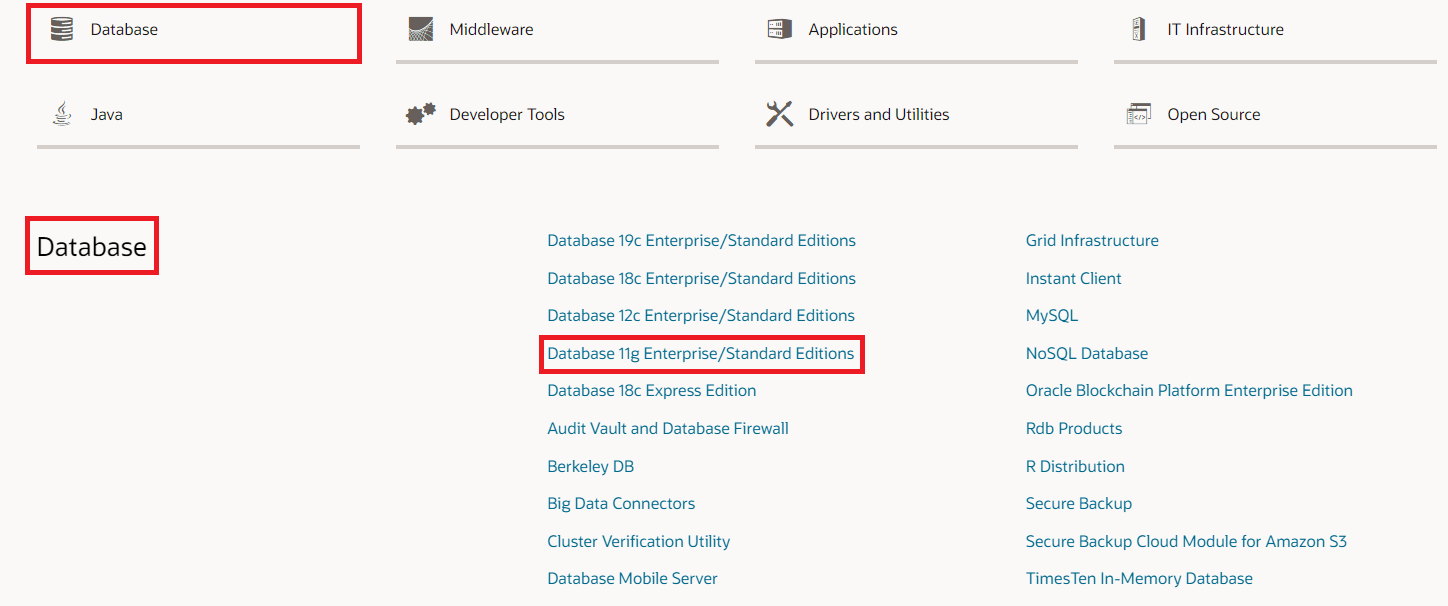 Database
Middleware
Applications
IT Infrastructure
Java
Developer Tools
Drivers and Utilities
Open Source
Database
Database 19c Enterprise/Standard Editions
Database 18c Enterprise/Standard Editions
Database 12c Enterprise/Standard Editions
Database 11g Enterprise/Standard Editions
Database 18c Express Edition
Audit Vault and Database Firewall
Berkeley DB
Big Data Connectors
Cluster Verification Utility
Database Mobile Server
Grid Infrastructure
Instant Client
MySQL
NoSQL Database
Oracle Blockchain Platform Enterprise Edition
Rdb Products
R Distribution
Secure Backup
Secure Backup Cloud Module for Amazon S3
TimesTen In-Memory Database